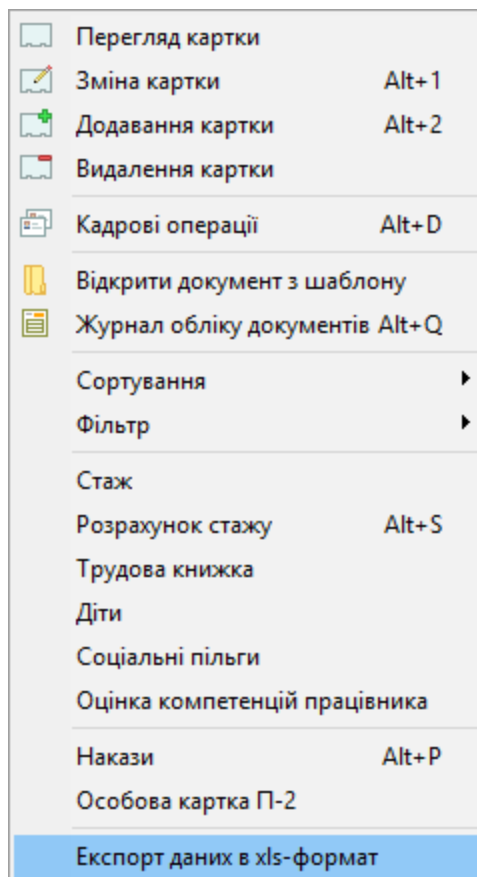 Перегляд картки
Зміна картки Alt+1
Додавання картки Alt+2
Видалення картки
Кадрові операції Alt+D
Відкрити документ з шаблону
Журнал обліку документів Alt+Q
Сортування
Фільтр
Стаж
Розрахунок стажу Alt+S
Трудова книжка
Діти
Соціальні пільги
Оцінка компетенцій працівника
Накази Alt+P
Особова картка П-2
Експорт даних в xls-формат